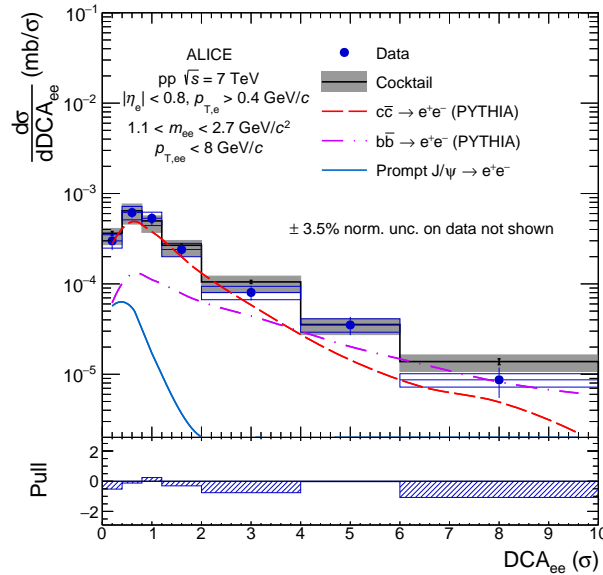 dσ/dDCA_ee (mb/σ)
10⁻¹
10⁻²
10⁻³
10⁻⁴
10⁻⁵
ALICE
pp √s = 7 TeV
|η_e| < 0.8, p_T,e > 0.4 GeV/c
1.1 < m_ee < 2.7 GeV/c²
p_T,ee < 8 GeV/c
Data
Cocktail
cc̅ → e⁺e⁻ (PYTHIA)
bb̅ → e⁺e⁻ (PYTHIA)
Prompt J/ψ → e⁺e⁻
± 3.5% norm. unc. on data not shown
Pull
2
0
−2
0 1 2 3 4 5 6 7 8 9 10
DCA_ee (σ)